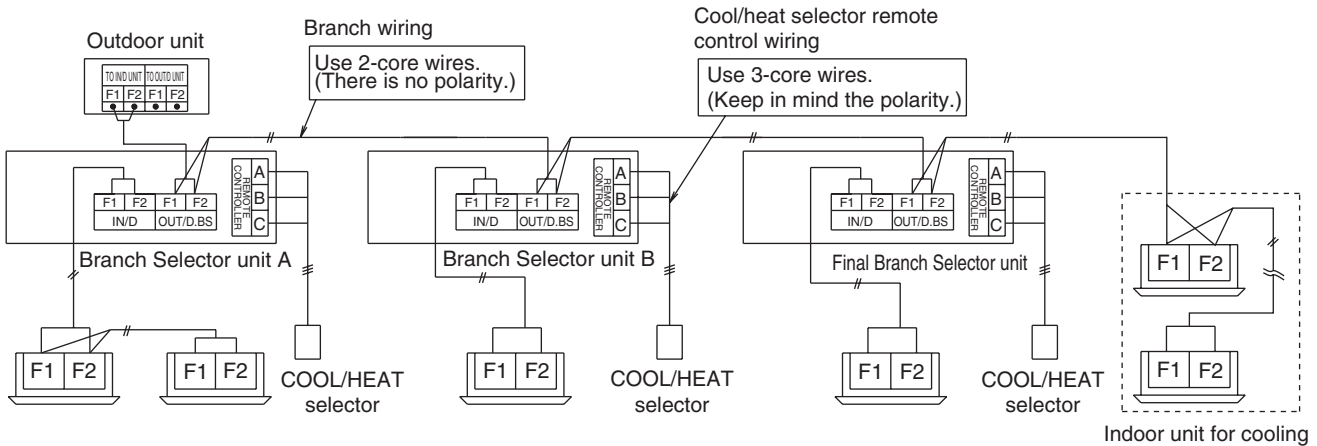 Outdoor unit
TO IN/D UNIT TO OUT/D UNIT
F1 F2 F1 F2
Branch wiring
Use 2-core wires.
(There is no polarity.)
Cool/heat selector remote
control wiring
Use 3-core wires.
(Keep in mind the polarity.)
F1 F2 F1 F2
IN/D OUT/D.BS
REMOTE
CONTROLLER
A
B
C
Branch Selector unit A
F1 F2 F1 F2
IN/D OUT/D.BS
REMOTE
CONTROLLER
A
B
C
Branch Selector unit B
F1 F2 F1 F2
IN/D OUT/D.BS
REMOTE
CONTROLLER
A
B
C
Final Branch Selector unit
F1 F2
F1 F2
COOL/HEAT
selector
F1 F2
COOL/HEAT
selector
F1 F2
COOL/HEAT
selector
F1 F2
F1 F2
Indoor unit for cooling